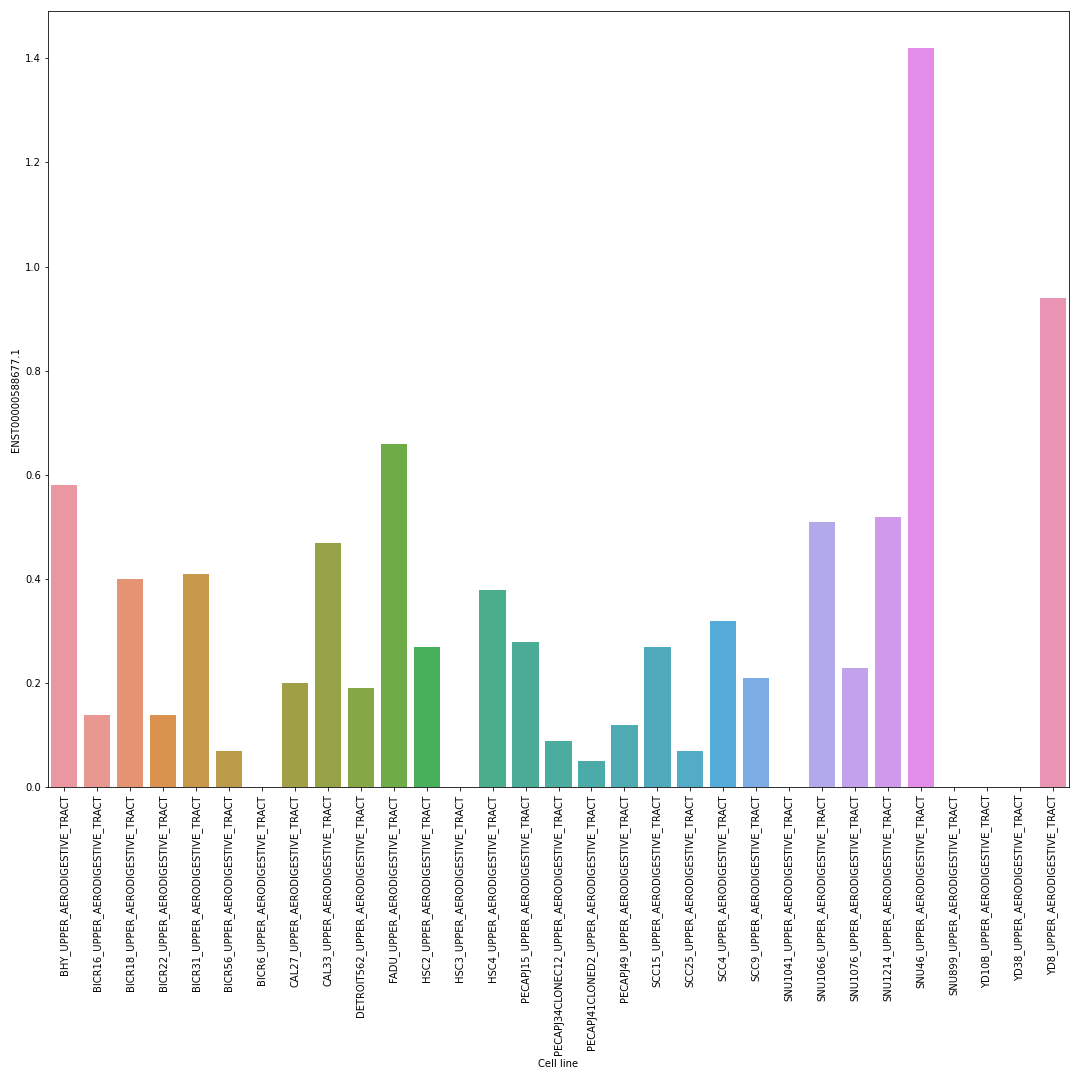 1.4
1.2
1.0
0.8
0.6
0.4
0.2
0.0
ENST00000588677.1
BHY_UPPER_AERODIGESTIVE_TRACT
BICR16_UPPER_AERODIGESTIVE_TRACT
BICR18_UPPER_AERODIGESTIVE_TRACT
BICR22_UPPER_AERODIGESTIVE_TRACT
BICR31_UPPER_AERODIGESTIVE_TRACT
BICR56_UPPER_AERODIGESTIVE_TRACT
BICR6_UPPER_AERODIGESTIVE_TRACT
CAL27_UPPER_AERODIGESTIVE_TRACT
CAL33_UPPER_AERODIGESTIVE_TRACT
DETROIT562_UPPER_AERODIGESTIVE_TRACT
FADU_UPPER_AERODIGESTIVE_TRACT
HSC2_UPPER_AERODIGESTIVE_TRACT
HSC3_UPPER_AERODIGESTIVE_TRACT
HSC4_UPPER_AERODIGESTIVE_TRACT
PECAPJ15_UPPER_AERODIGESTIVE_TRACT
PECAPJ34CLONEC12_UPPER_AERODIGESTIVE_TRACT
PECAPJ41CLONED2_UPPER_AERODIGESTIVE_TRACT
PECAPJ49_UPPER_AERODIGESTIVE_TRACT
SCC15_UPPER_AERODIGESTIVE_TRACT
SCC25_UPPER_AERODIGESTIVE_TRACT
SCC4_UPPER_AERODIGESTIVE_TRACT
SCC9_UPPER_AERODIGESTIVE_TRACT
SNU1041_UPPER_AERODIGESTIVE_TRACT
SNU1066_UPPER_AERODIGESTIVE_TRACT
SNU1076_UPPER_AERODIGESTIVE_TRACT
SNU1214_UPPER_AERODIGESTIVE_TRACT
SNU46_UPPER_AERODIGESTIVE_TRACT
SNU899_UPPER_AERODIGESTIVE_TRACT
YD10B_UPPER_AERODIGESTIVE_TRACT
YD38_UPPER_AERODIGESTIVE_TRACT
YD8_UPPER_AERODIGESTIVE_TRACT
Cell line